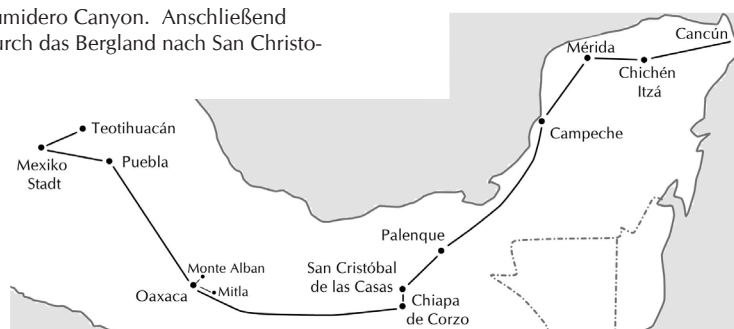 umidero Canyon. Anschließend
urch das Bergland nach San Christo-
Cancún
Mérida
Chichén
Itzá
Teotihuacán
Campeche
Mexiko
Stadt
Puebla
Palenque
Monte Alban
San Cristóbal
de las Casas
Oaxaca
Mitla
Chiapa
de Corzo